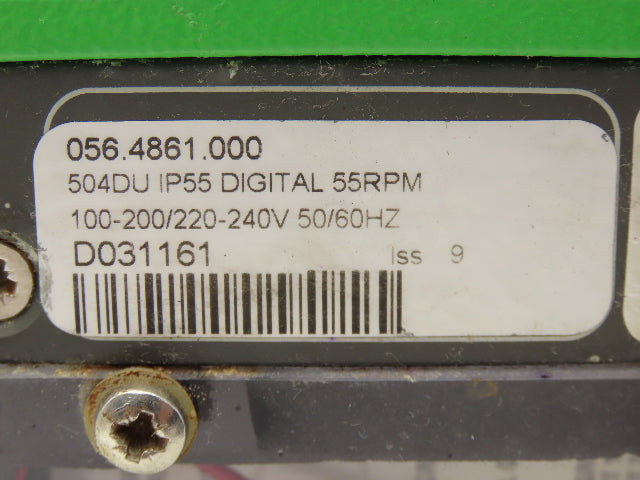 056.4861.000
504DU IP55 DIGITAL 55RPM
100-200/220-240V 50/60HZ
D031161 Iss 9